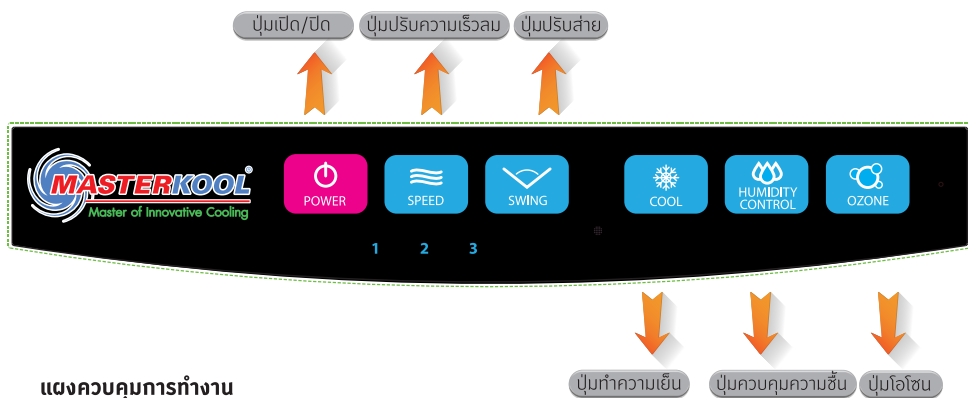 ปุ่มเปิด/ปิด ปุ่มปรับความเร็วลม ปุ่มปรับส่าย
MASTERKOOL®
Master of Innovative Cooling
POWER SPEED SWING COOL HUMIDITY CONTROL OZONE
1 2 3
ปุ่มทำความเย็น ปุ่มควบคุมความชื้น ปุ่มโอโซน
แผงควบคุมการทำงาน